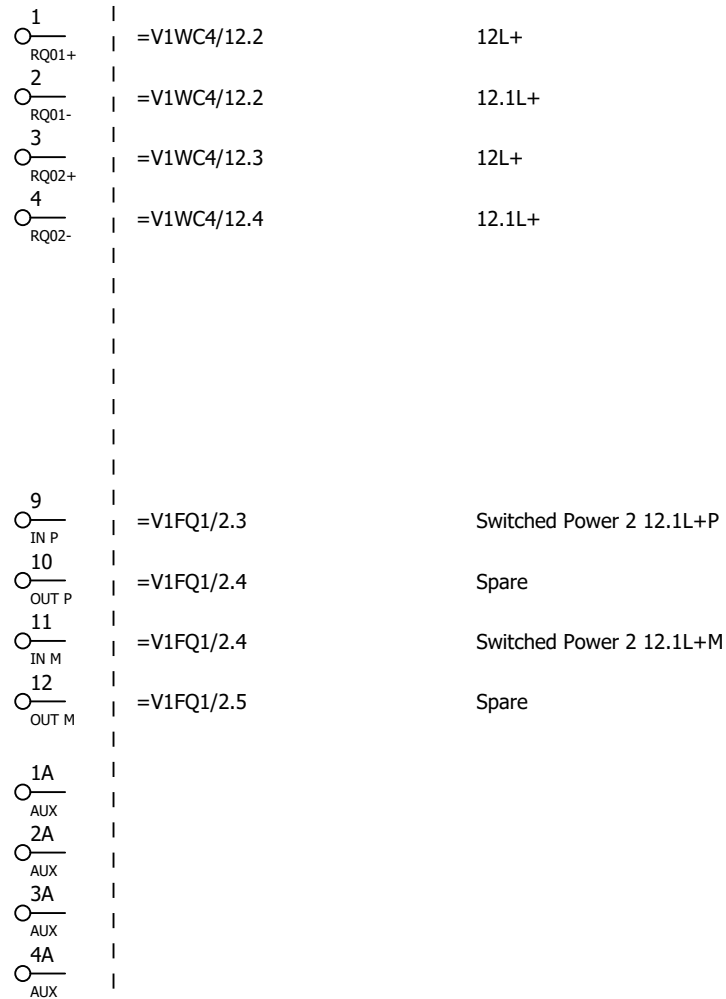 1
=V1WC4/12.2 12L+
RQ01+
2
=V1WC4/12.2 12.1L+
RQ01-
3
=V1WC4/12.3 12L+
RQ02+
4
=V1WC4/12.4 12.1L+
RQ02-
9
=V1FQ1/2.3 Switched Power 2 12.1L+P
IN P
10
=V1FQ1/2.4 Spare
OUT P
11
=V1FQ1/2.4 Switched Power 2 12.1L+M
IN M
12
=V1FQ1/2.5 Spare
OUT M
1A
AUX
2A
AUX
3A
AUX
4A
AUX